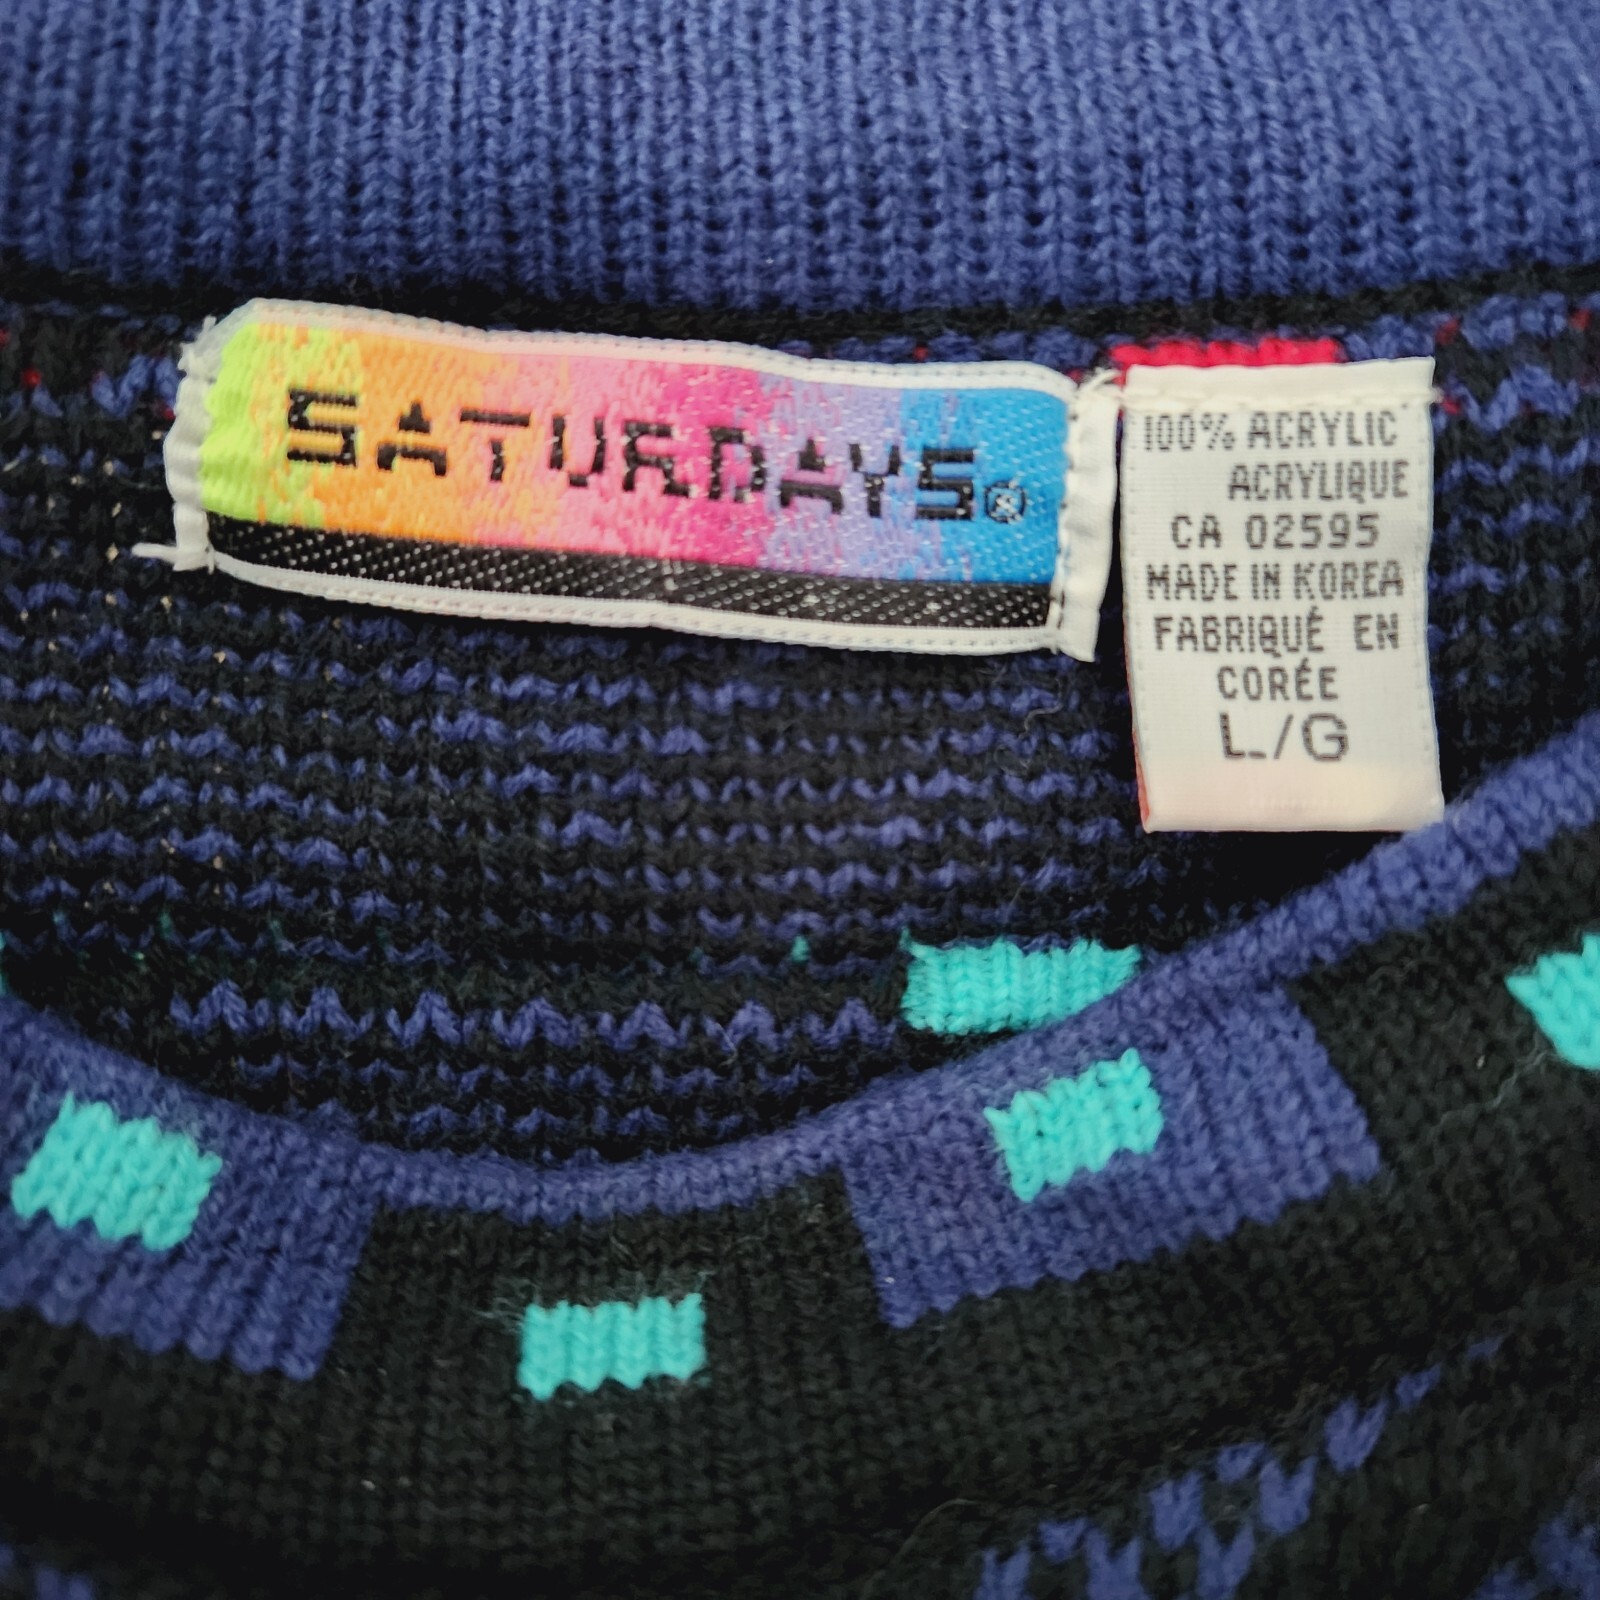 SATURDAYS®
100% ACRYLIC
ACRYLIQUE
CA 02595
MADE IN KOREA
FABRIQUÉ EN
CORÉE
L/G